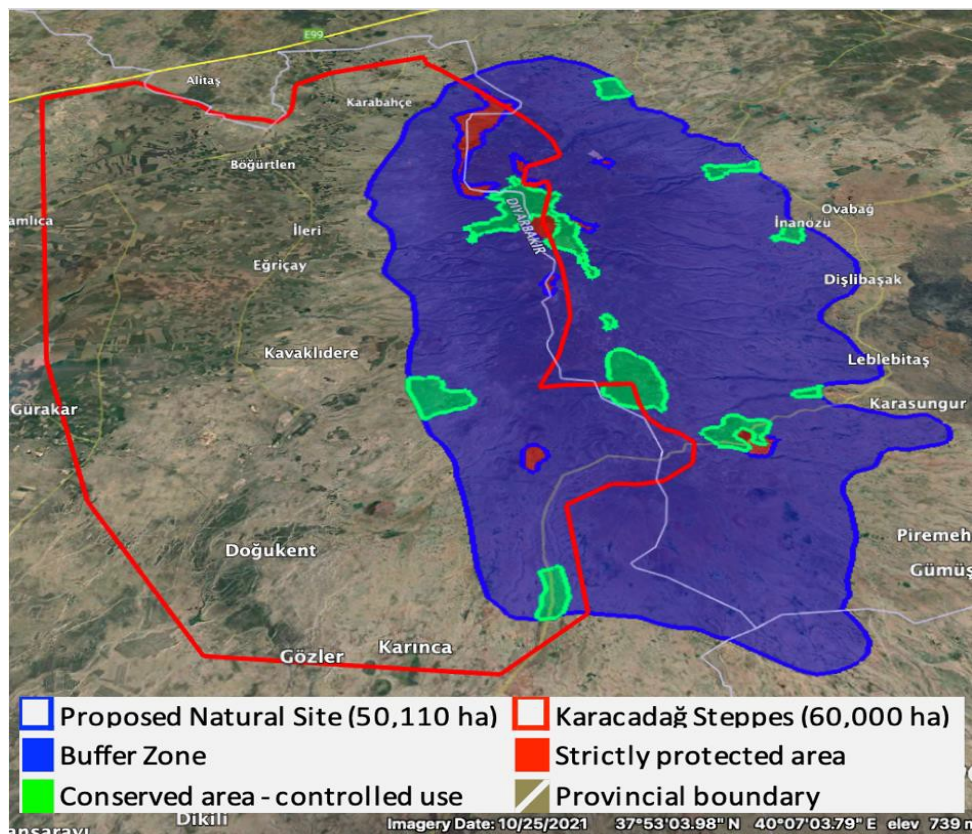 E99
Alitaş
Karabahçe
Böğürtlen
amlıca
Ovabağ
İnanözü
İleri
DİYARBAKIR
Eğriçay
Dişlibaşak
Kavaklıdere
Leblebitaş
Gürakar
Karasungur
Piremeh
Doğukent
Gümüş
Karınca
Gözler
Proposed Natural Site (50,110 ha)
Karacadağ Steppes (60,000 ha)
Buffer Zone
Strictly protected area
Conserved area - controlled use
Provincial boundary
ansarayı
Dikili
Imagery Date: 10/25/2021 37°53'03.98" N 40°07'03.79" E elev 739 m